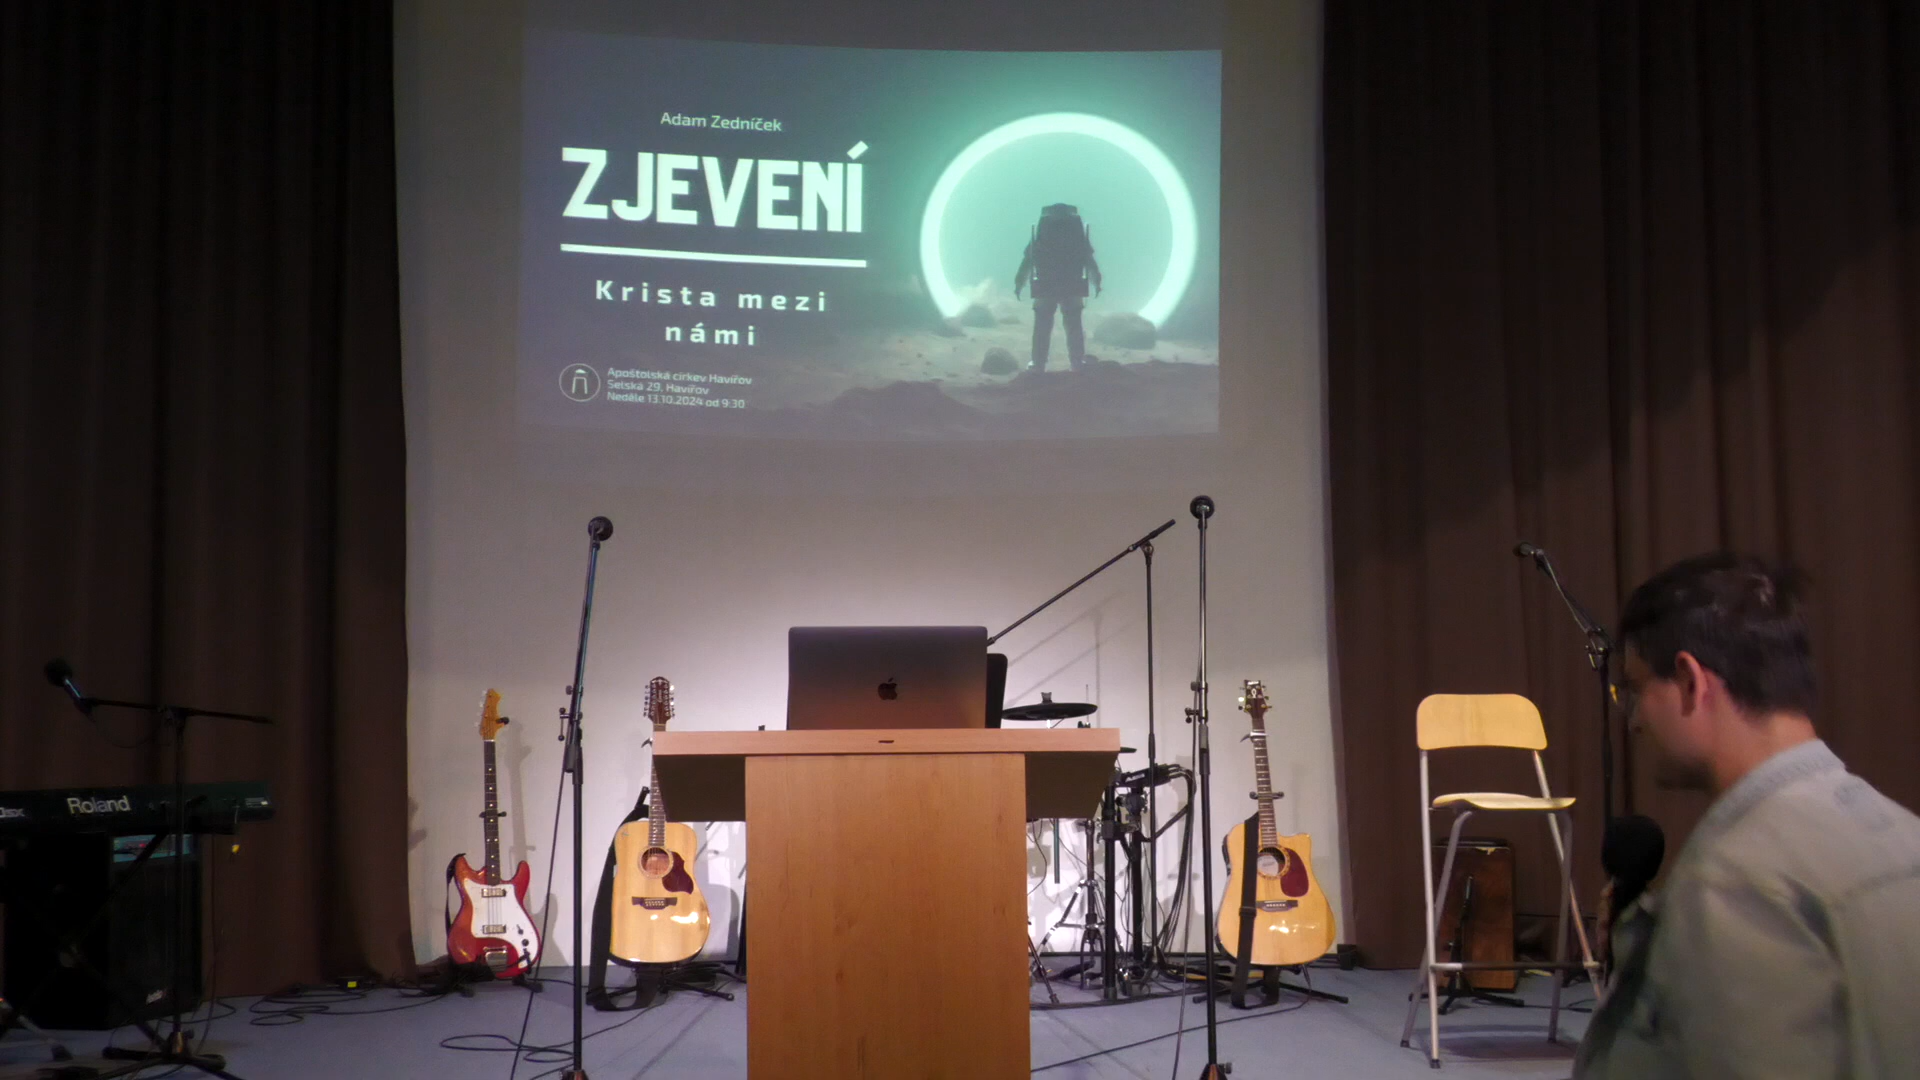 Adam Zedníček
ZJEVENÍ
Krista mezi
námi
Apoštolská církev Havířov
Selská 29, Havířov
Neděle 13.10.2024 od 9:30
Roland